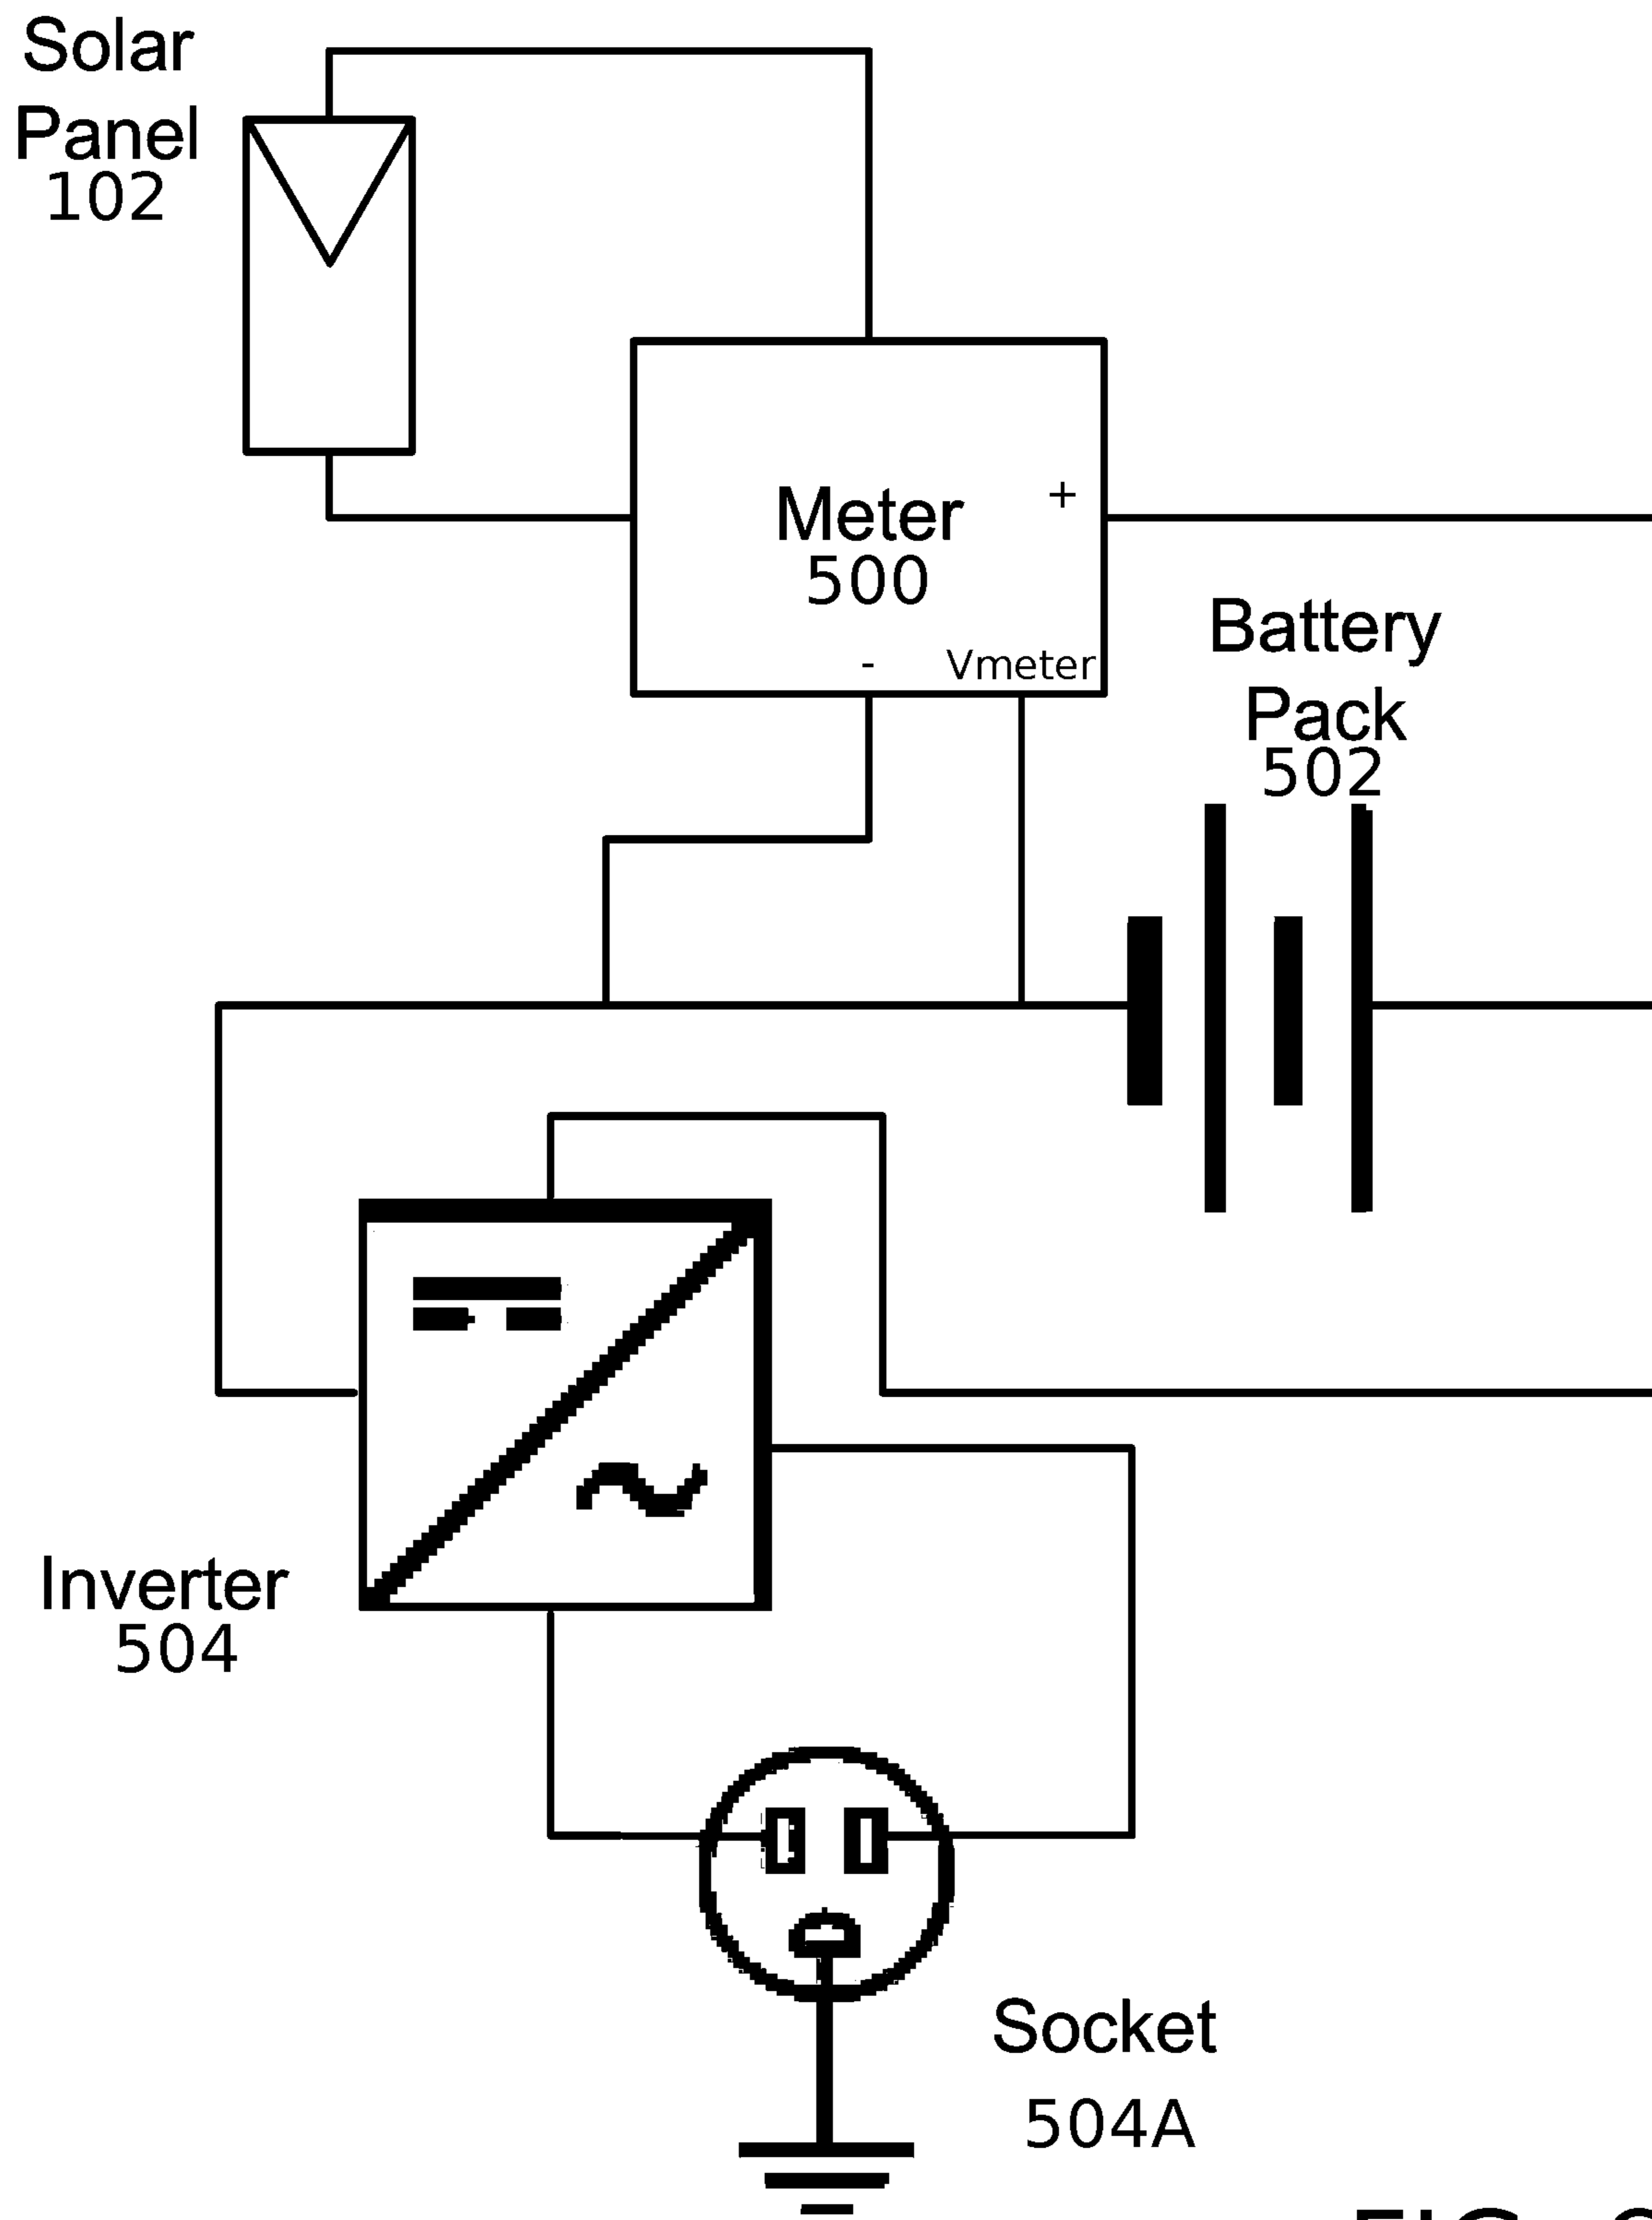 Solar
Panel
102
Meter
500
+
-
Vmeter
Battery
Pack
502
Inverter
504
Socket
504A